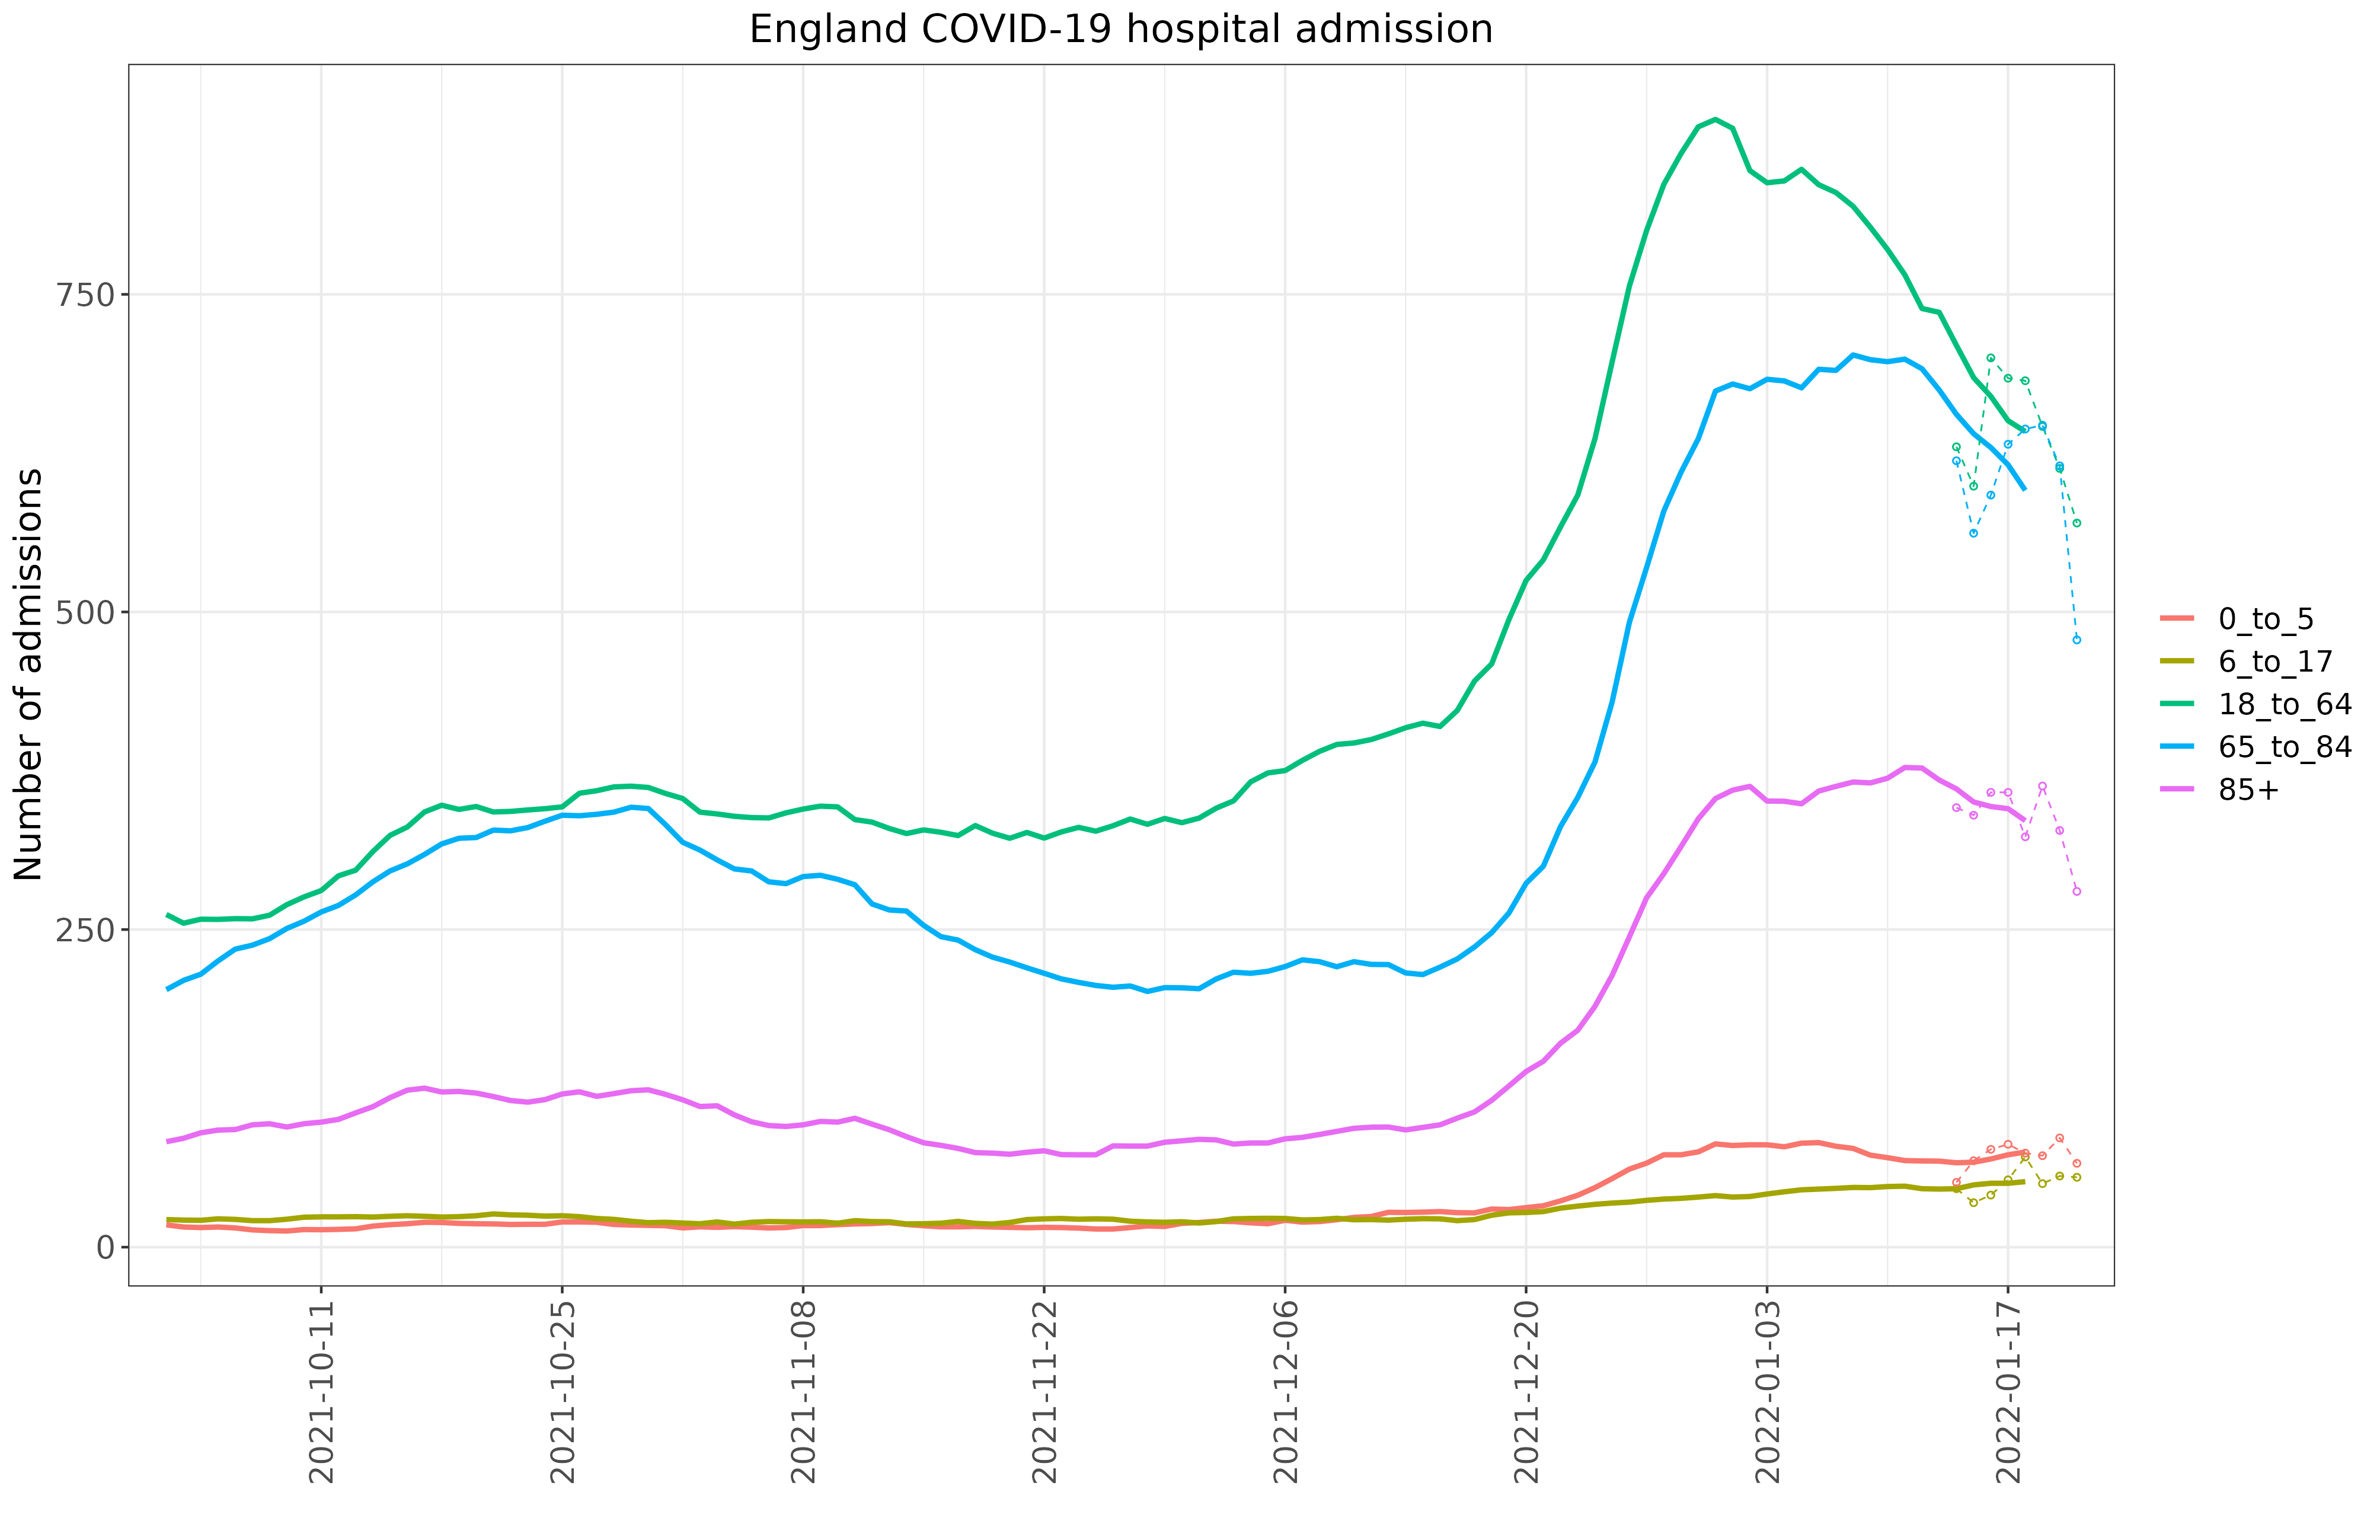 England COVID-19 hospital admission
Number of admissions
750
500
250
0
2021-10-11
2021-10-25
2021-11-08
2021-11-22
2021-12-06
2021-12-20
2022-01-03
2022-01-17
0_to_5
6_to_17
18_to_64
65_to_84
85+